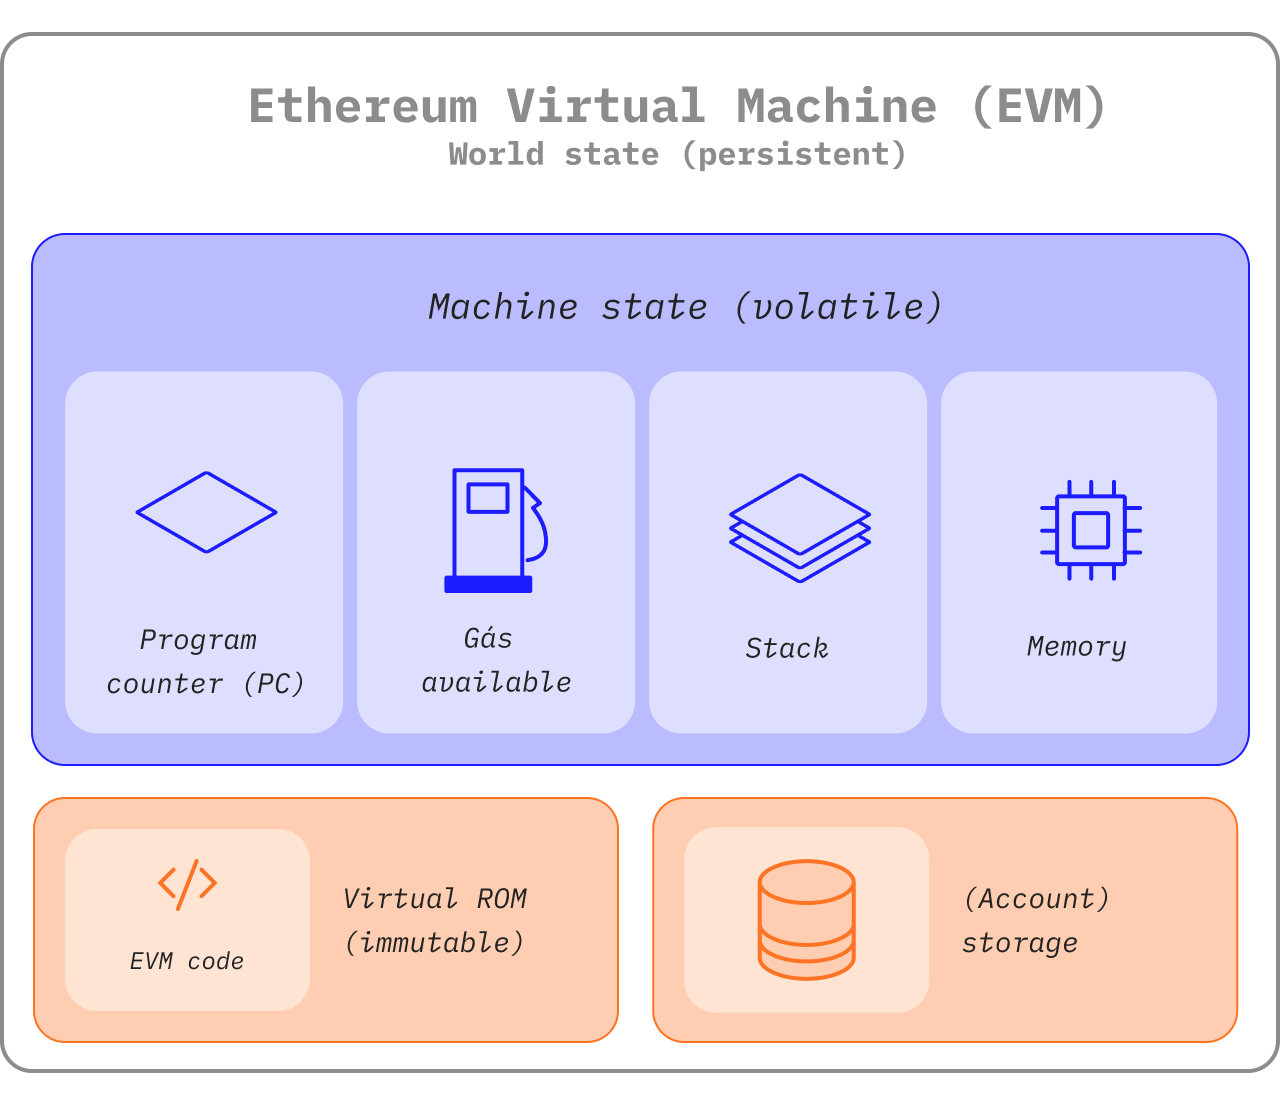 Ethereum Virtual Machine (EVM)
World state (persistent)
Machine state (volatile)
Program
counter (PC)
Gás
available
Stack
Memory
EVM code
Virtual ROM
(immutable)
(Account)
storage